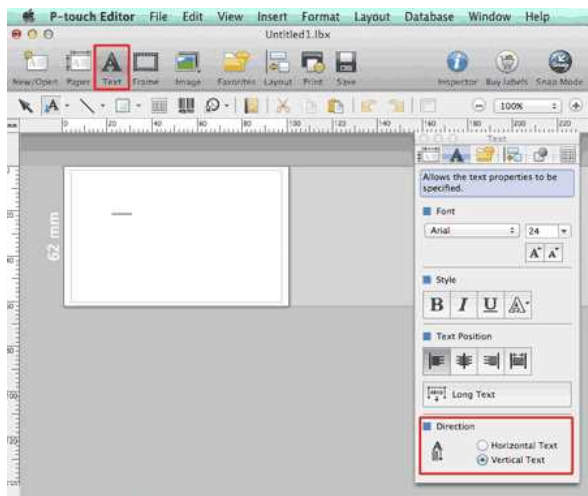 P-touch Editor File Edit View Insert Format Layout Database Window Help
Untitled1.lbx
New/Open Paper Text Frame Image Favorites Layout Print Save Inspector Buy Labels Snap Mode
100%
Text
62 mm
Allows the text properties to be
specified.
Font
Arial 24
Style
B I U A
Text Position
Long Text
Direction
Horizontal Text
Vertical Text